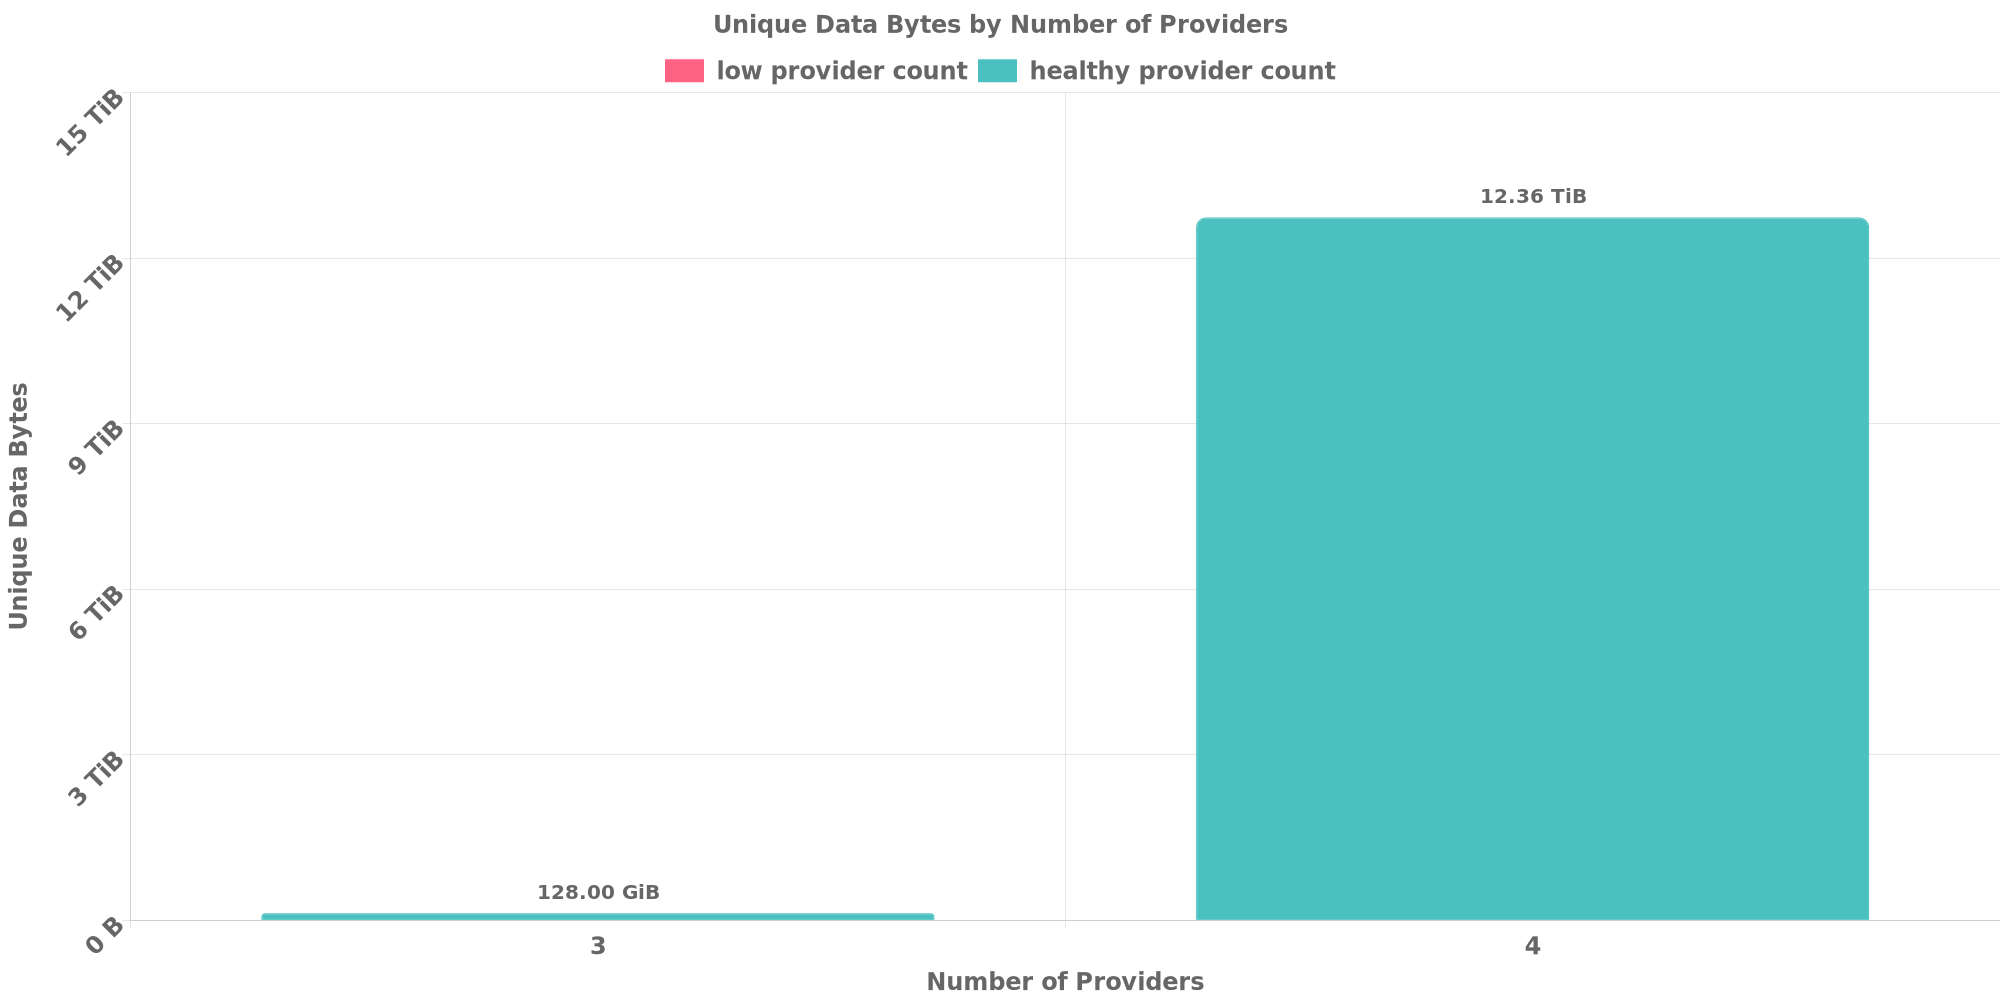 Unique Data Bytes by Number of Providers
low provider count healthy provider count
15 TiB
12 TiB
9 TiB
6 TiB
3 TiB
0 B
Unique Data Bytes
128.00 GiB
12.36 TiB
3 4
Number of Providers